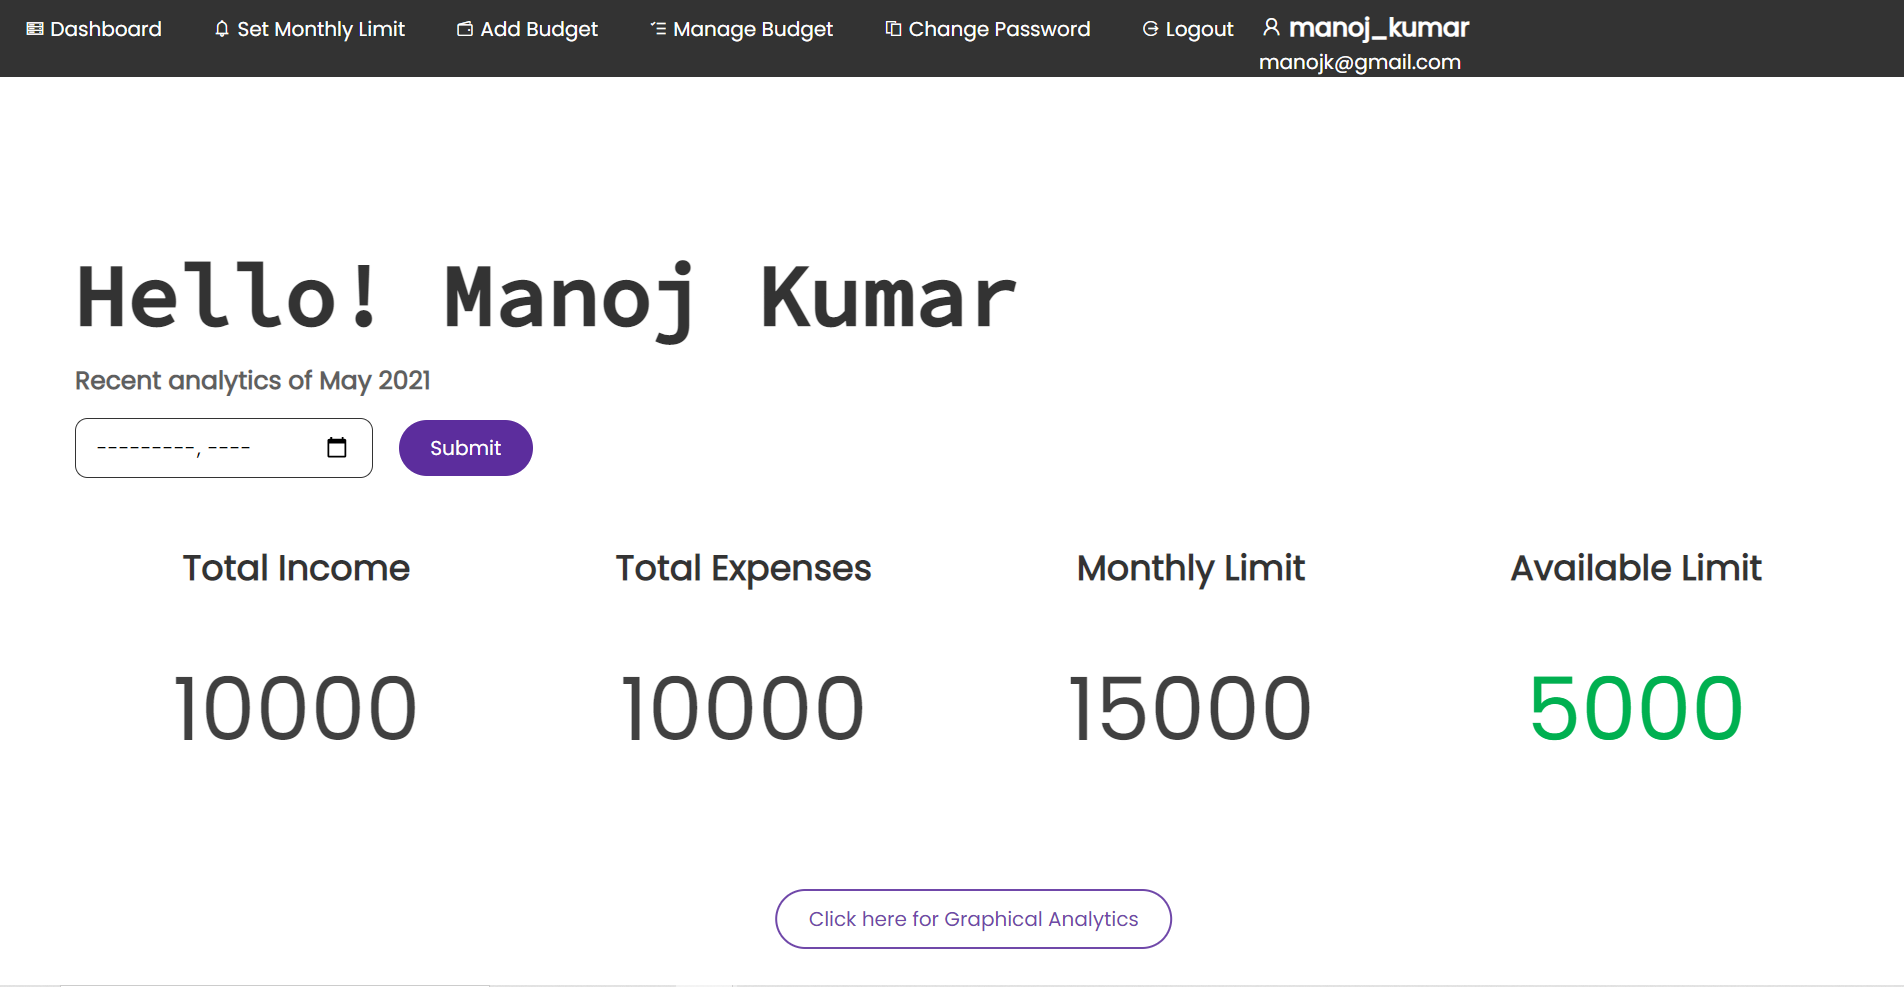 Dashboard Set Monthly Limit Add Budget Manage Budget Change Password Logout manoj_kumar
manojk@gmail.com
Hello! Manoj Kumar
Recent analytics of May 2021
---------, ---- Submit
Total Income Total Expenses Monthly Limit Available Limit
10000 10000 15000 5000
Click here for Graphical Analytics